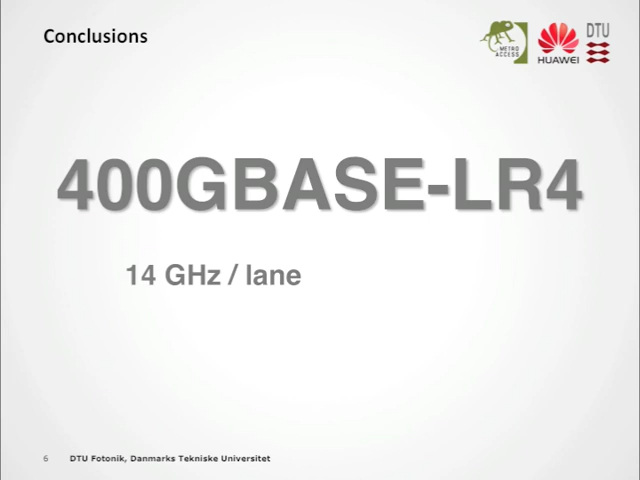 Conclusions
METRO
ACCESS
HUAWEI
DTU
400GBASE-LR4
14 GHz / lane
6 DTU Fotonik, Danmarks Tekniske Universitet